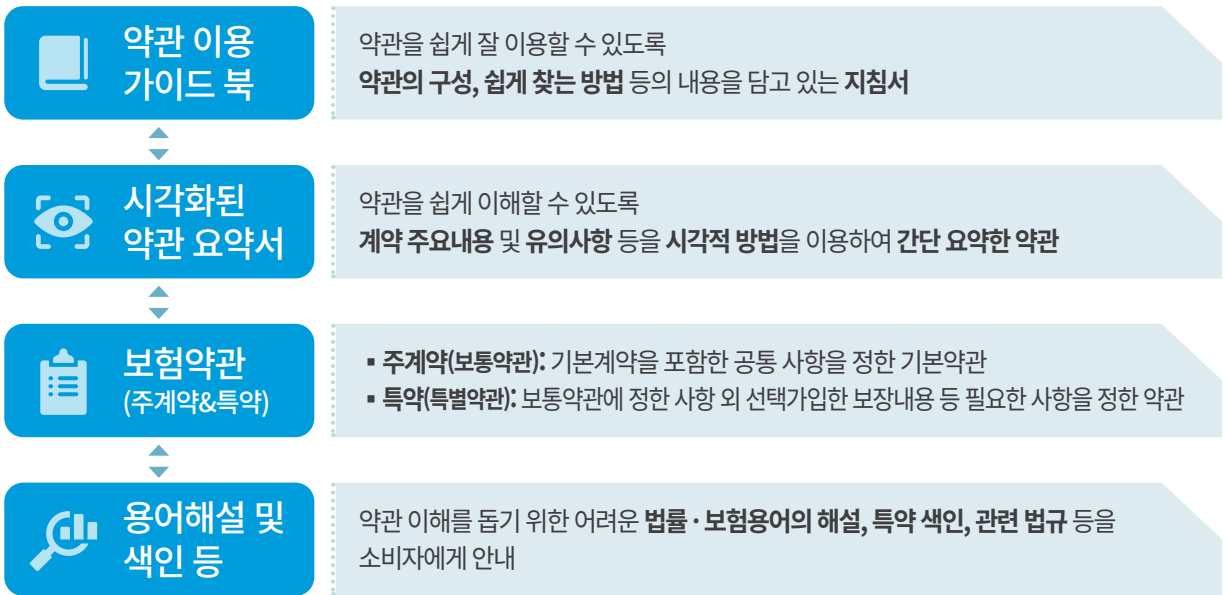 약관 이용
가이드 북
약관을 쉽게 잘 이용할 수 있도록
약관의 구성, 쉽게 찾는 방법 등의 내용을 담고 있는 지침서
시각화된
약관 요약서
약관을 쉽게 이해할 수 있도록
계약 주요내용 및 유의사항 등을 시각적 방법을 이용하여 간단 요약한 약관
보험약관
(주계약&특약)
▪ 주계약(보통약관): 기본계약을 포함한 공통 사항을 정한 기본약관
▪ 특약(특별약관): 보통약관에 정한 사항 외 선택가입한 보장내용 등 필요한 사항을 정한 약관
용어해설 및
색인 등
약관 이해를 돕기 위한 어려운 법률·보험용어의 해설, 특약 색인, 관련 법규 등을
소비자에게 안내